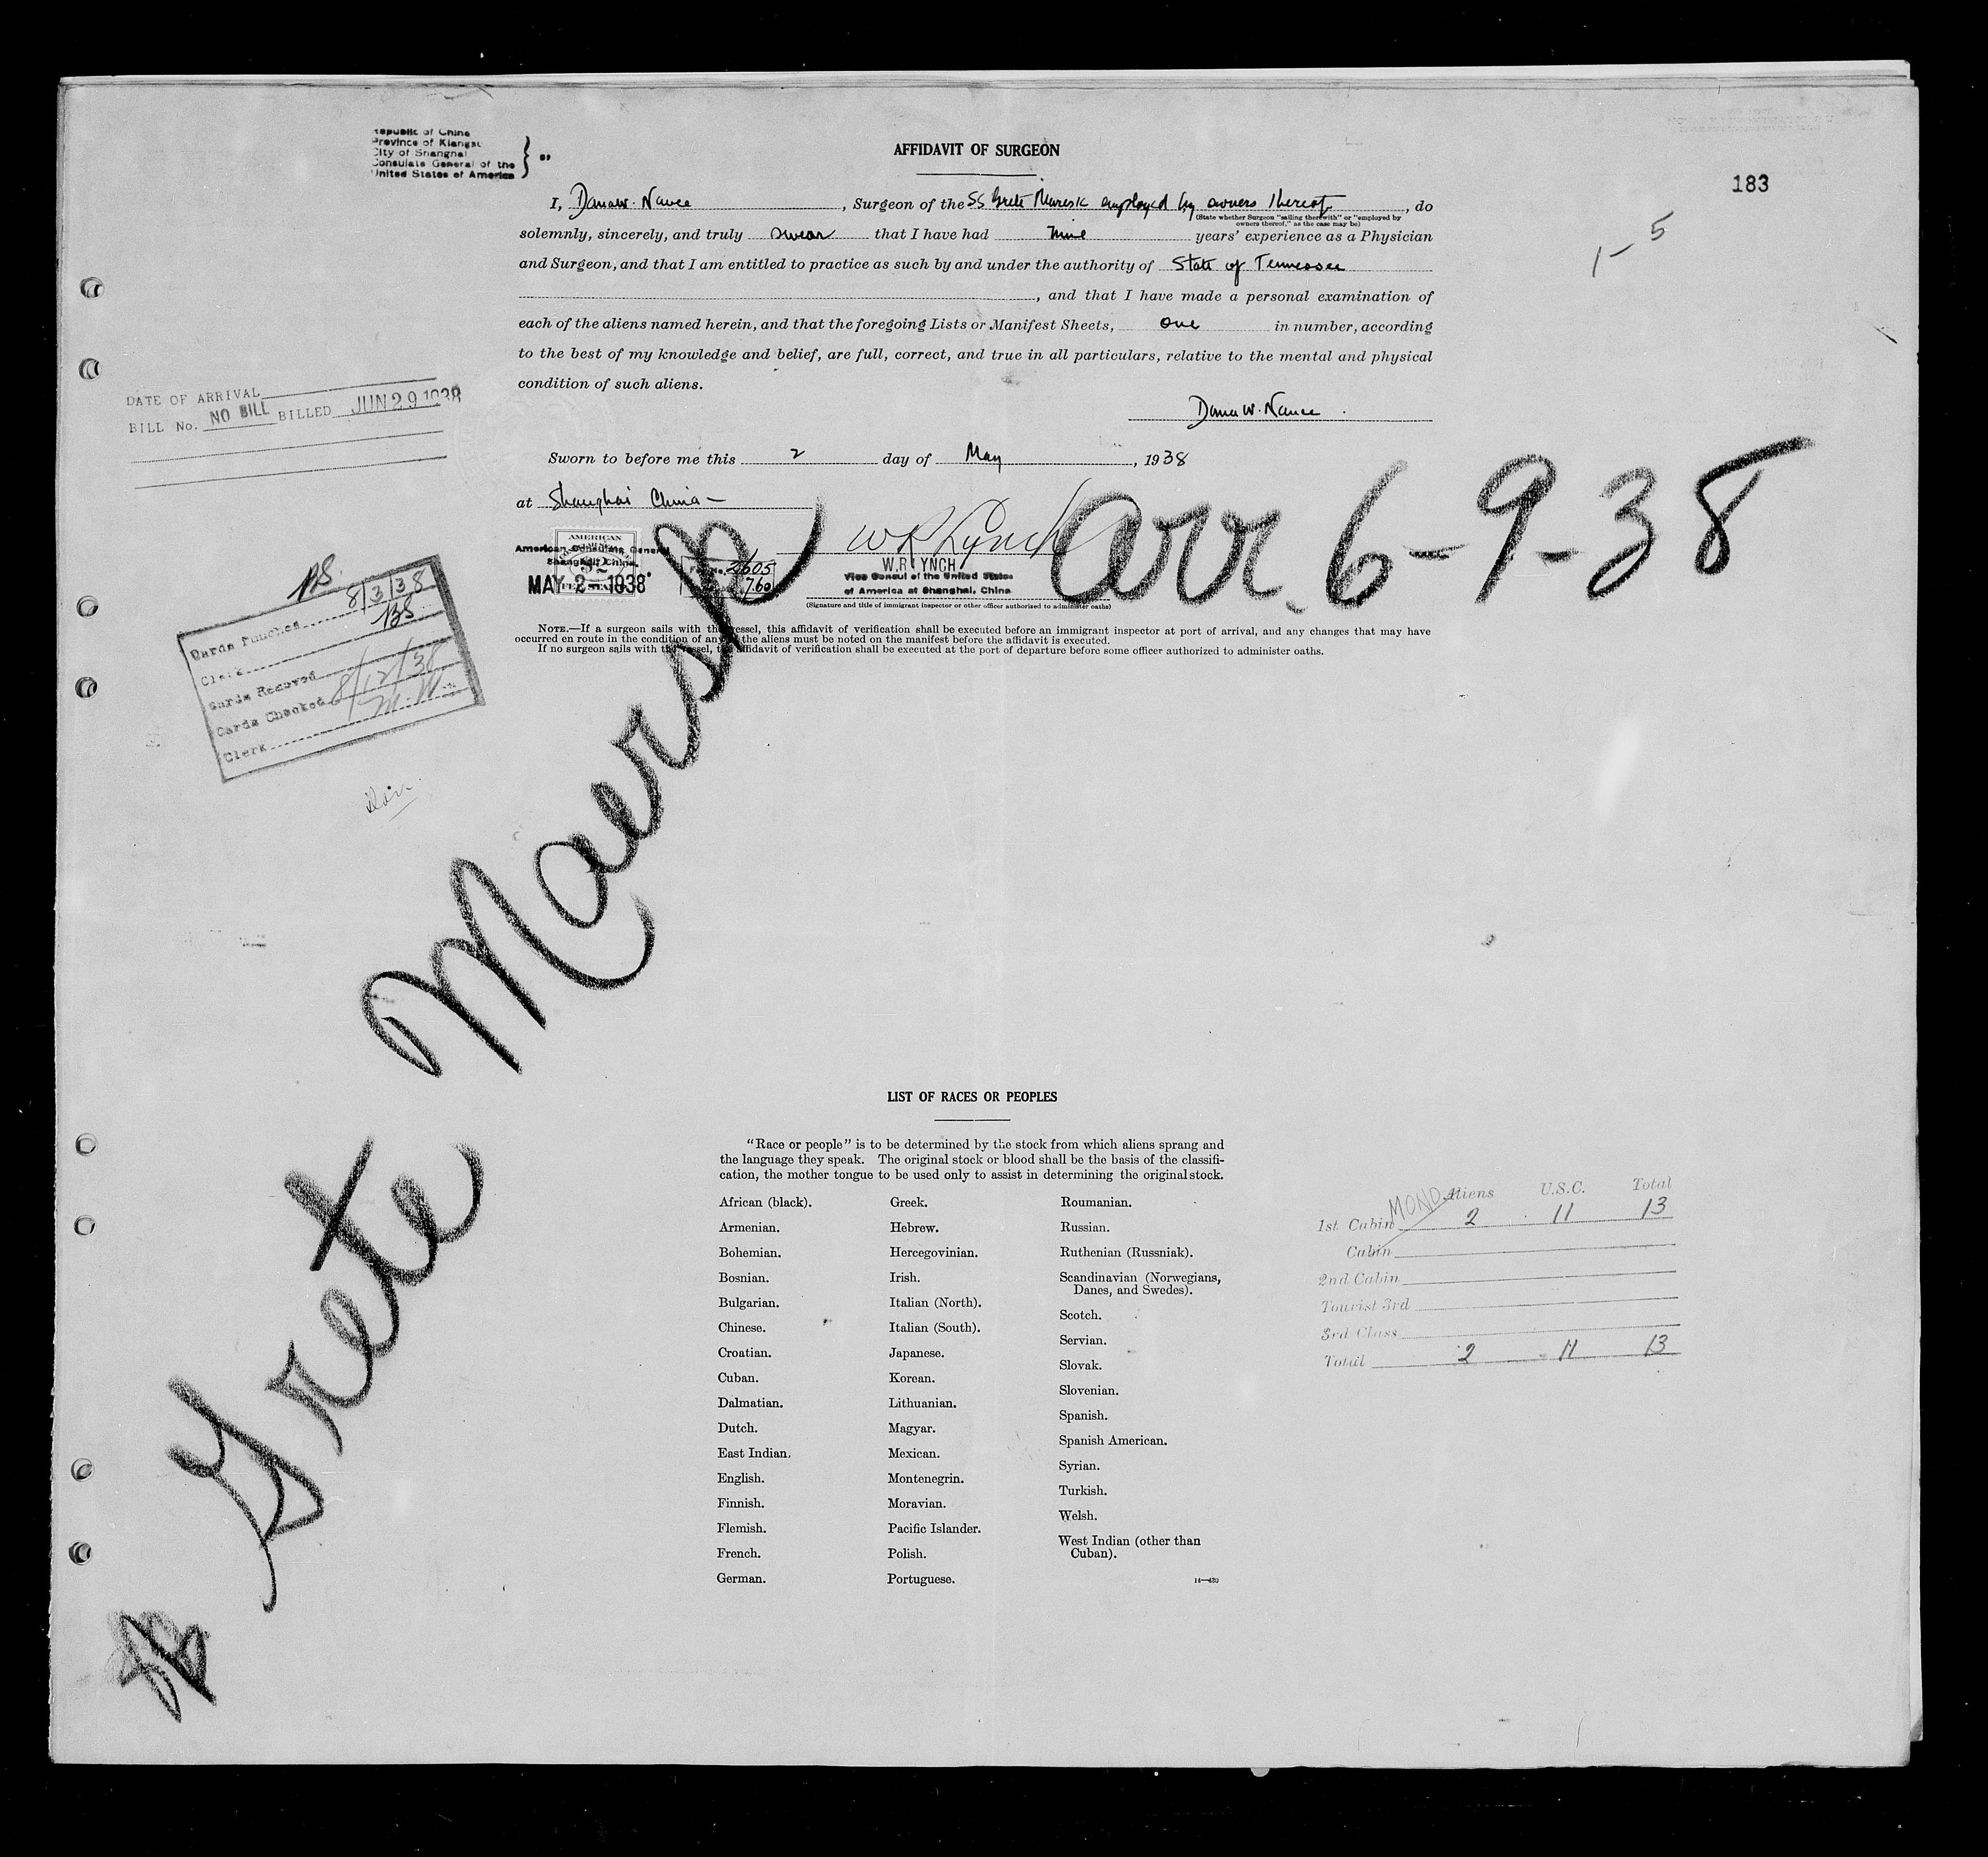 Republic of China
Province of Kiangsu
City of Shanghai
Consulate General of the
United States of America
} ss
AFFIDAVIT OF SURGEON
183
1-5
I, Dana W. Nance, Surgeon of the SS Grete Maersk employed by owners thereof, do
(State whether Surgeon "sailing therewith" or "employed by
owners thereof," as the case may be)
solemnly, sincerely, and truly swear that I have had nine years' experience as a Physician
and Surgeon, and that I am entitled to practice as such by and under the authority of State of Tennessee
, and that I have made a personal examination of
each of the aliens named herein, and that the foregoing Lists or Manifest Sheets, one in number, according
to the best of my knowledge and belief, are full, correct, and true in all particulars, relative to the mental and physical
condition of such aliens.
Dana W. Nance.
DATE OF ARRIVAL
BILL No. NO BILL BILLED JUN 29 1938
Sworn to before me this 2 day of May, 1938
at Shanghai China —
W R Lynch
arr. 6-9-38
AMERICAN
American Consulate General
Shanghai, China.
MAY 2 - 1938
2605
760
W. R. LYNCH
Vice Consul of the United States
of America at Shanghai, China
(Signature and title of immigrant inspector or other officer authorized to administer oaths)
NOTE.—If a surgeon sails with the vessel, this affidavit of verification shall be executed before an immigrant inspector at port of arrival, and any changes that may have
occurred en route in the condition of any of the aliens must be noted on the manifest before the affidavit is executed.
If no surgeon sails with the vessel, the affidavit of verification shall be executed at the port of departure before some officer authorized to administer oaths.
Cards Punched 8/3/38
Clerk
Cards Removed
Cards Checked 8/12/38
Clerk M.W.
Grete Maersk
LIST OF RACES OR PEOPLES
"Race or people" is to be determined by the stock from which aliens sprang and
the language they speak. The original stock or blood shall be the basis of the classifi-
cation, the mother tongue to be used only to assist in determining the original stock.
African (black).
Armenian.
Bohemian.
Bosnian.
Bulgarian.
Chinese.
Croatian.
Cuban.
Dalmatian.
Dutch.
East Indian.
English.
Finnish.
Flemish.
French.
German.
Greek.
Hebrew.
Hercegovinian.
Irish.
Italian (North).
Italian (South).
Japanese.
Korean.
Lithuanian.
Magyar.
Mexican.
Montenegrin.
Moravian.
Pacific Islander.
Polish.
Portuguese.
Roumanian.
Russian.
Ruthenian (Russniak).
Scandinavian (Norwegians,
Danes, and Swedes).
Scotch.
Servian.
Slovak.
Slovenian.
Spanish.
Spanish American.
Syrian.
Turkish.
Welsh.
West Indian (other than
Cuban).
14—430
Aliens U.S.C. Total
MONO
1st. Cabin 2 11 13
Cabin
2nd Cabin
Tourist 3rd
3rd Class
Total 2 11 13